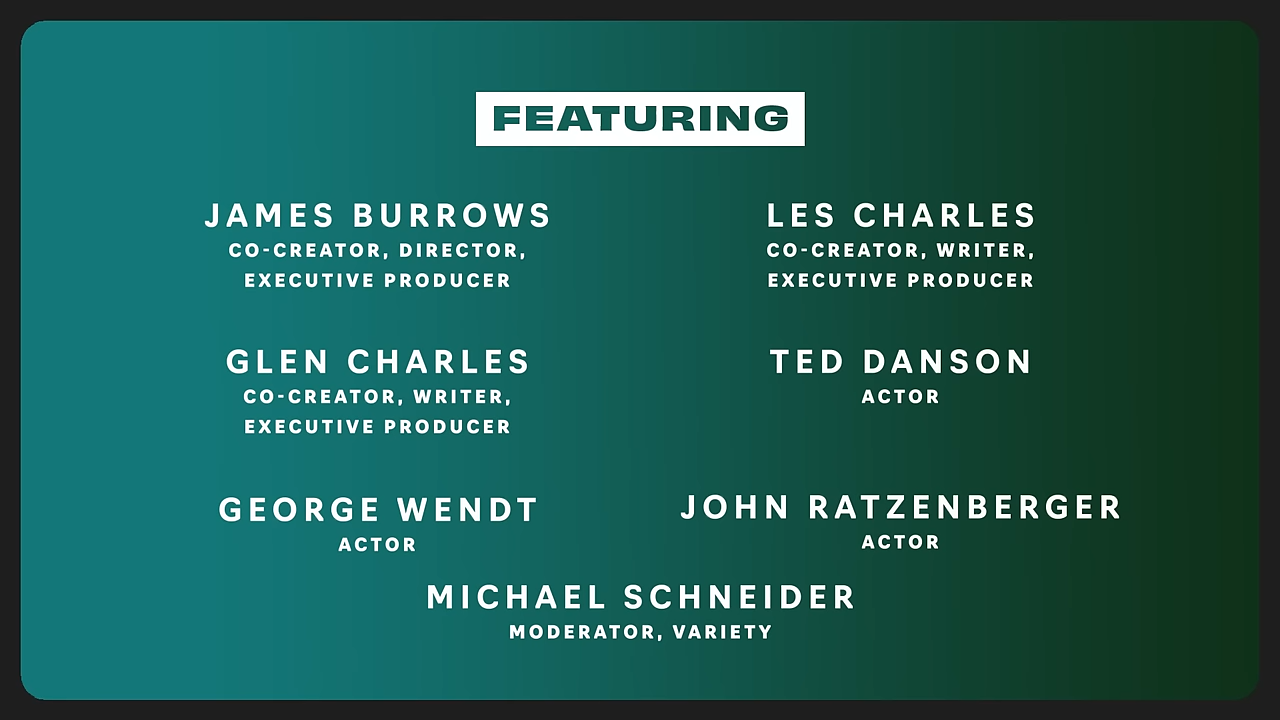 FEATURING
JAMES BURROWS
CO-CREATOR, DIRECTOR,
EXECUTIVE PRODUCER
LES CHARLES
CO-CREATOR, WRITER,
EXECUTIVE PRODUCER
GLEN CHARLES
CO-CREATOR, WRITER,
EXECUTIVE PRODUCER
TED DANSON
ACTOR
GEORGE WENDT
ACTOR
JOHN RATZENBERGER
ACTOR
MICHAEL SCHNEIDER
MODERATOR, VARIETY